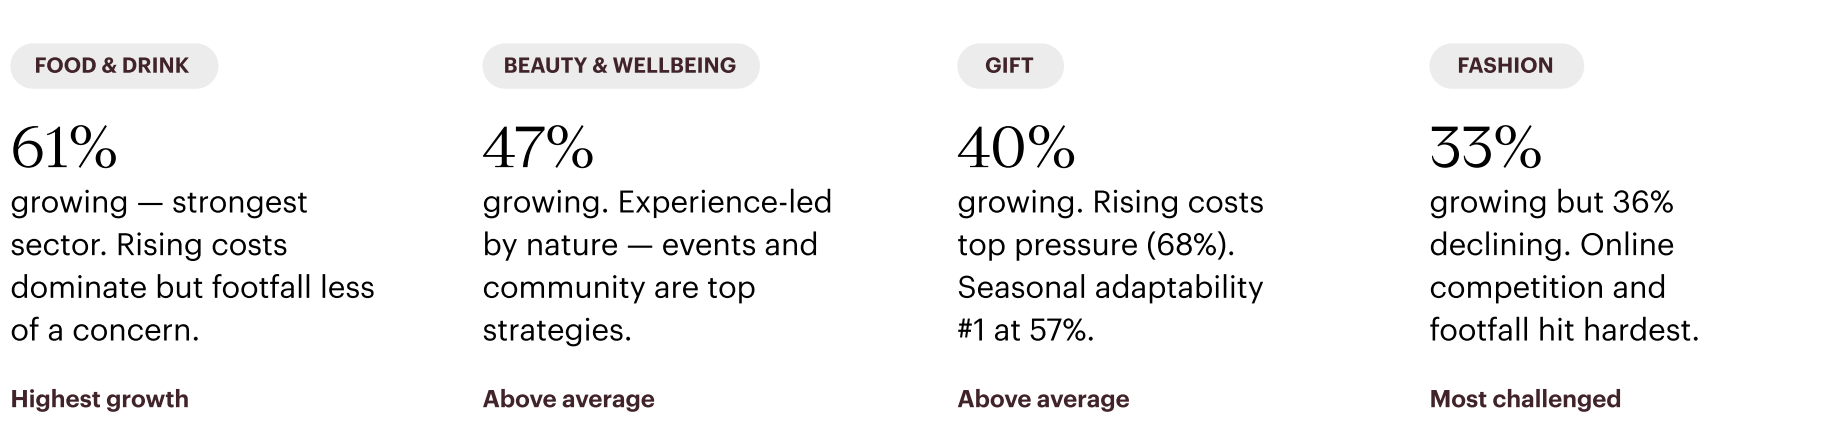 FOOD & DRINK
61%
growing — strongest
sector. Rising costs
dominate but footfall less
of a concern.
Highest growth
BEAUTY & WELLBEING
47%
growing. Experience-led
by nature — events and
community are top
strategies.
Above average
GIFT
40%
growing. Rising costs
top pressure (68%).
Seasonal adaptability
#1 at 57%.
Above average
FASHION
33%
growing but 36%
declining. Online
competition and
footfall hit hardest.
Most challenged